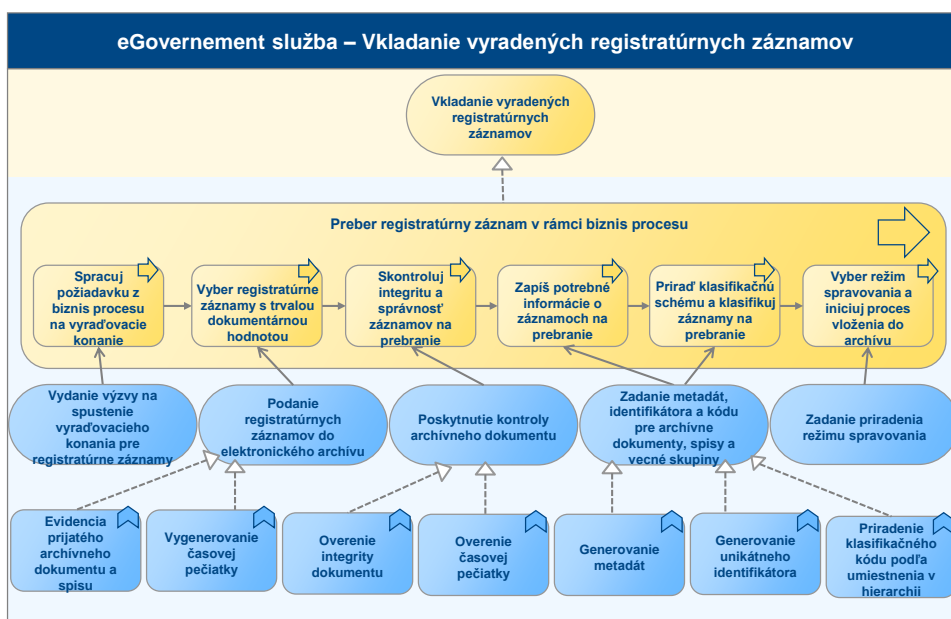 eGovernement služba – Vkladanie vyradených registratúrnych záznamov
Vkladanie vyradených
registratúrnych
záznamov
Preber registratúrny záznam v rámci biznis procesu
Spracuj
požiadavku z
biznis procesu
na vyraďovacie
konanie
Vyber registratúrne
záznamy s trvalou
dokumentárnou
hodnotou
Skontroluj
integritu a
správnosť
záznamov na
prebranie
Zapíš potrebné
informácie o
záznamoch na
prebranie
Priraď klasifikačnú
schému a klasifikuj
záznamy na
prebranie
Vyber režim
spravovania a
iniciuj proces
vloženia do
archívu
Vydanie výzvy na
spustenie
vyraďovacieho
konania pre
registratúrne záznamy
Podanie
registratúrnych
záznamov do
elektronického archívu
Poskytnutie kontroly
archívneho dokumentu
Zadanie metadát,
identifikátora a kódu
pre archívne
dokumenty, spisy a
vecné skupiny
Zadanie priradenia
režimu spravovania
Evidencia
prijatého
archívneho
dokumentu a
spisu
Vygenerovanie
časovej
pečiatky
Overenie
integrity
dokumentu
Overenie
časovej
pečiatky
Generovanie
metadát
Generovanie
unikátneho
identifikátora
Priradenie
klasifikačného
kódu podľa
umiestnenia v
hierarchii